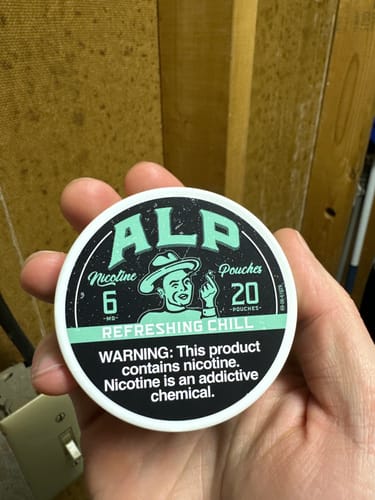 ALP
Nicotine Pouches
6 20
-MG- -POUCHES-
REFRESHING CHILL
WARNING: This product
contains nicotine.
Nicotine is an addictive
chemical.